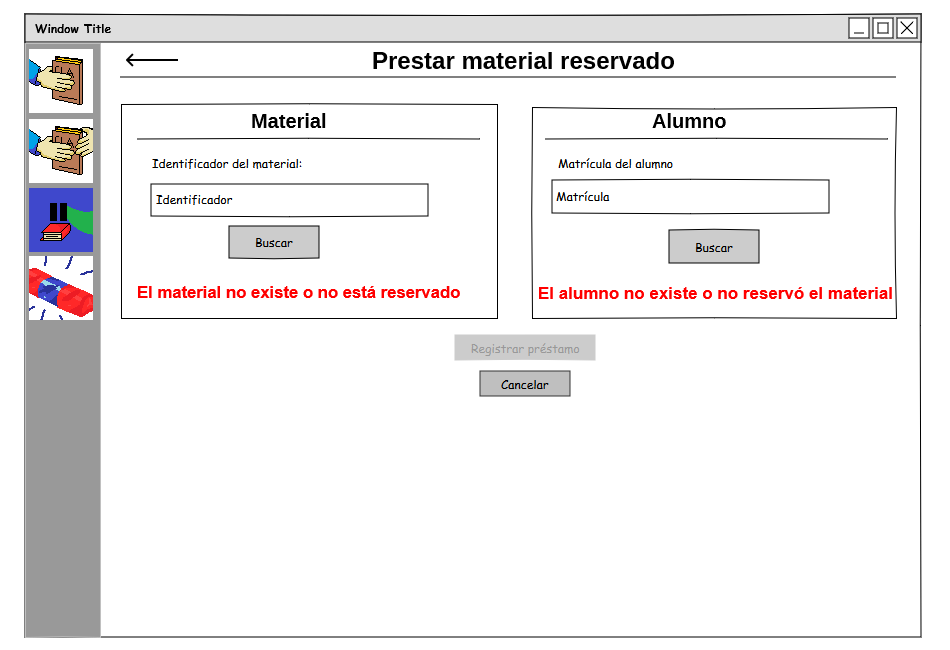 Window Title
Prestar material reservado
Material
Identificador del material:
Identificador
Buscar
El material no existe o no está reservado
Alumno
Matrícula del alumno
Matrícula
Buscar
El alumno no existe o no reservó el material
Registrar préstamo
Cancelar